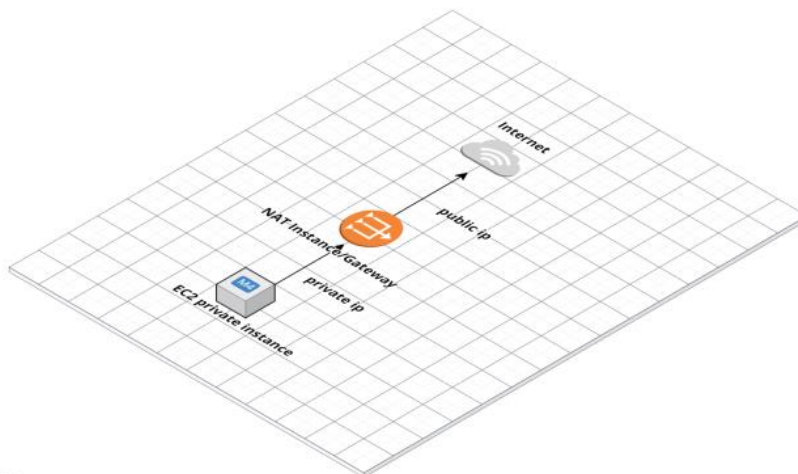 Internet
public ip
NAT Instance/Gateway
private ip
M4
EC2 private instance